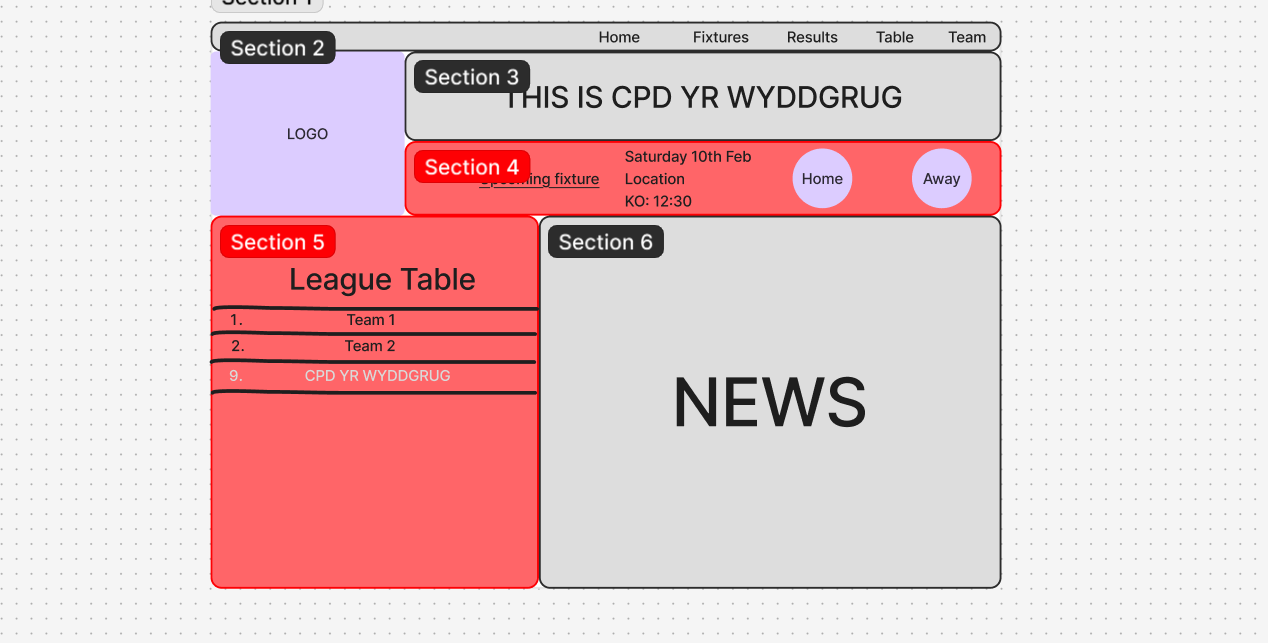 Section 1
Section 2
Home Fixtures Results Table Team
LOGO
Section 3
THIS IS CPD YR WYDDGRUG
Section 4
Upcoming fixture
Saturday 10th Feb
Location
KO: 12:30
Home
Away
Section 5
League Table
1. Team 1
2. Team 2
9. CPD YR WYDDGRUG
Section 6
NEWS